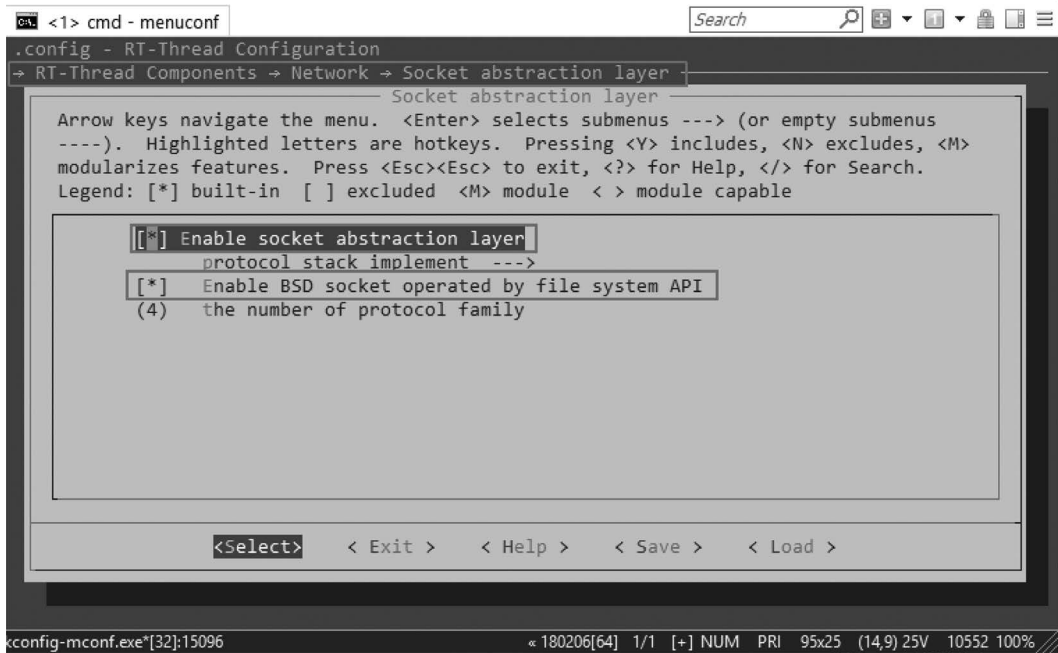 <1> cmd - menuconf
Search
.config - RT-Thread Configuration
→ RT-Thread Components → Network → Socket abstraction layer
Socket abstraction layer
Arrow keys navigate the menu. <Enter> selects submenus ---> (or empty submenus
----). Highlighted letters are hotkeys. Pressing <Y> includes, <N> excludes, <M>
modularizes features. Press <Esc><Esc> to exit, <?> for Help, </> for Search.
Legend: [*] built-in [ ] excluded <M> module < > module capable
[*] Enable socket abstraction layer
protocol stack implement --->
[*] Enable BSD socket operated by file system API
(4) the number of protocol family
<Select> < Exit > < Help > < Save > < Load >
kconfig-mconf.exe*[32]:15096 « 180206[64] 1/1 [+] NUM PRI 95x25 (14,9) 25V 10552 100%